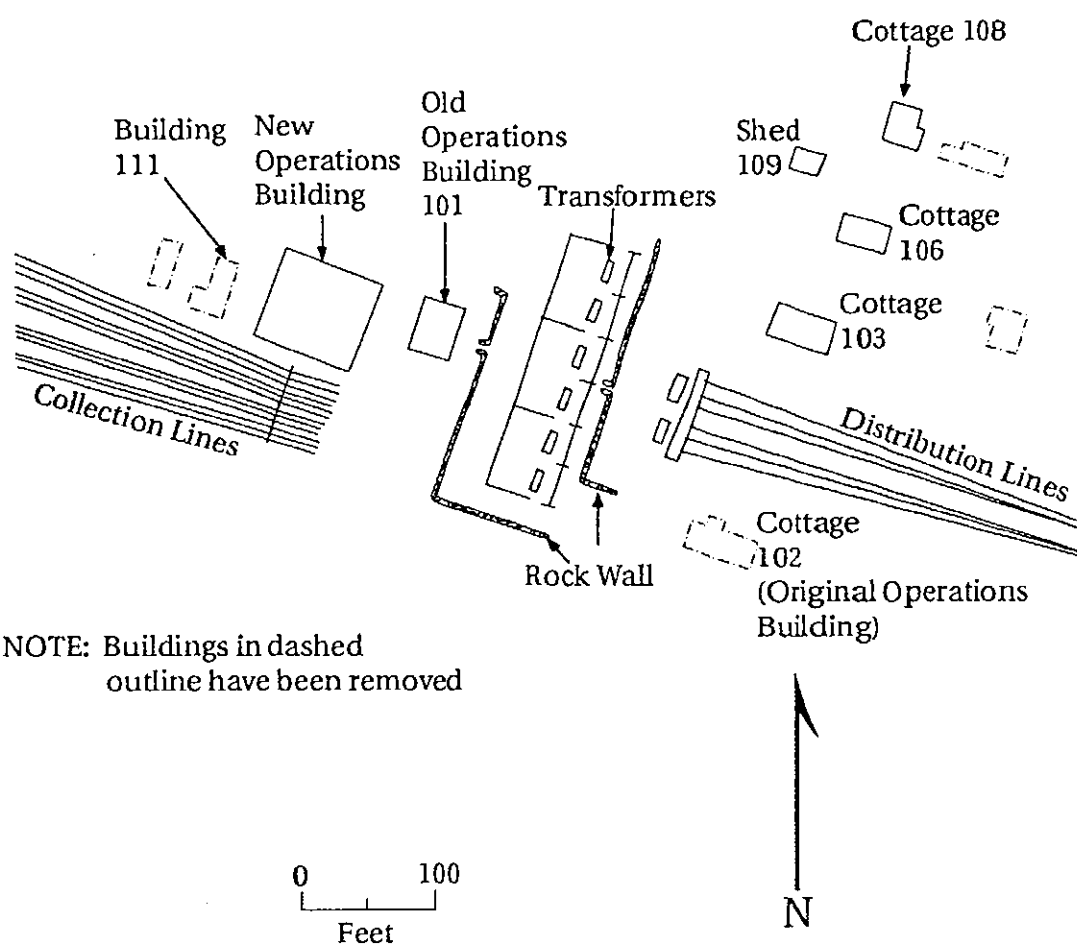 Cottage 108
Building
111
New
Operations
Building
Old
Operations
Building
101
Transformers
Shed
109
Cottage
106
Cottage
103
Collection Lines
Distribution Lines
Cottage
102
(Original Operations
Building)
Rock Wall
NOTE: Buildings in dashed
outline have been removed
0 100
Feet
N